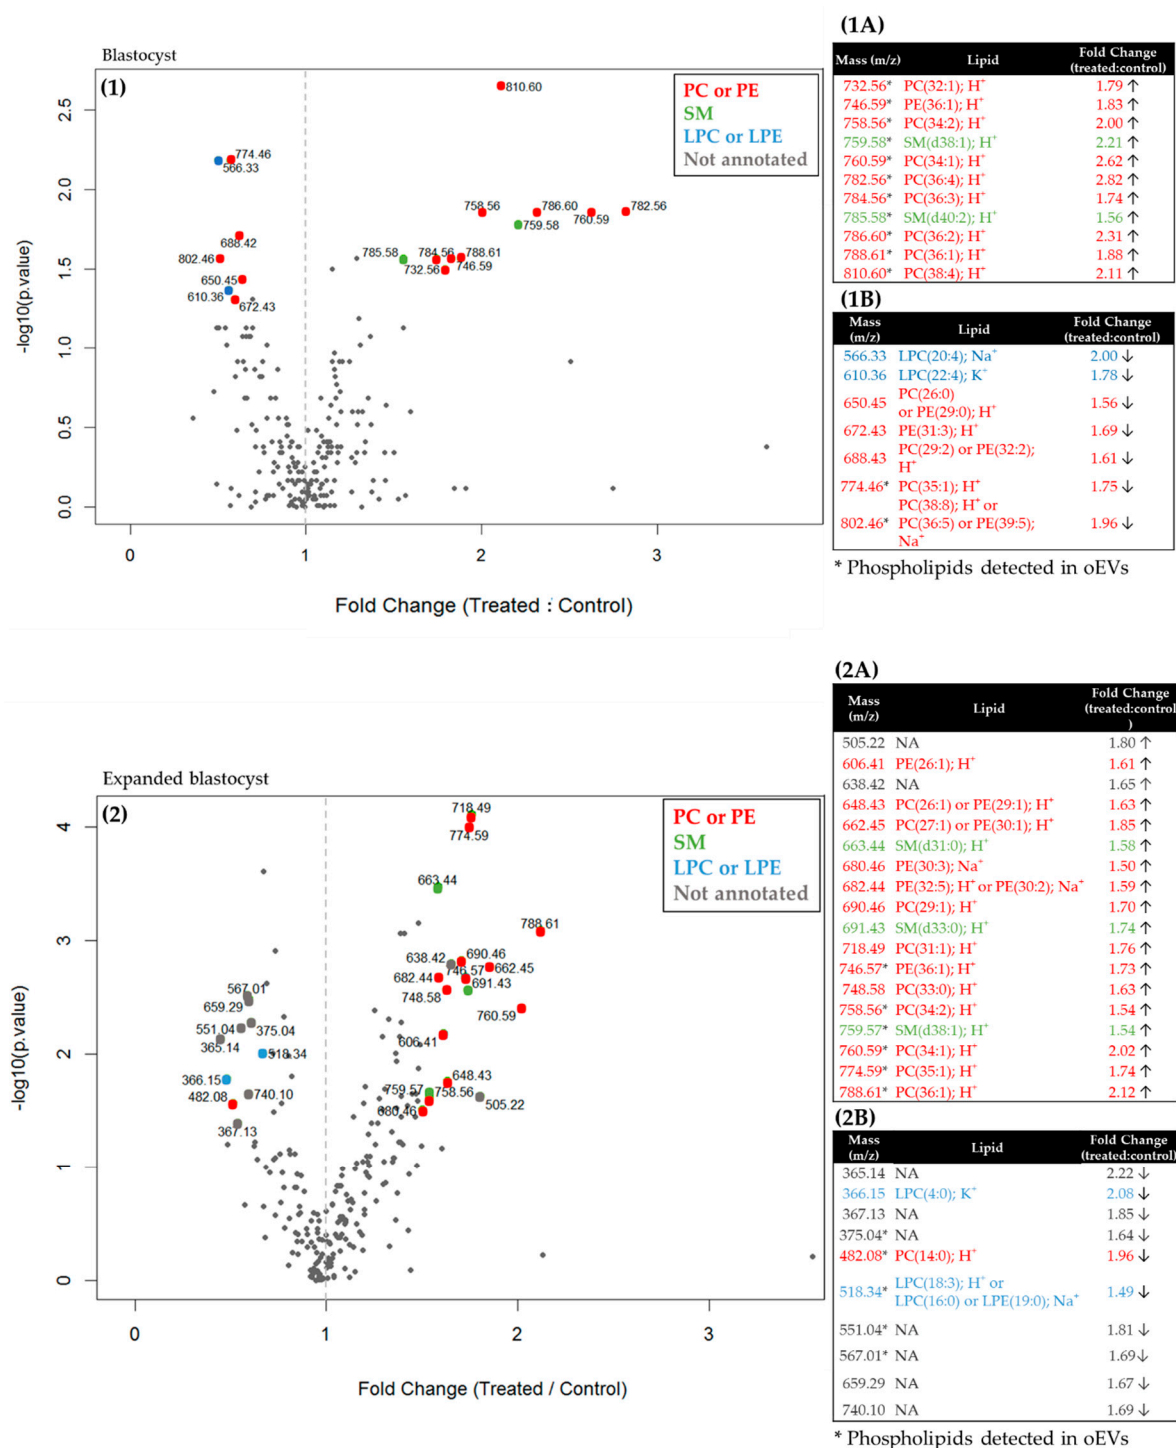 Blastocyst
(1)
PC or PE
SM
LPC or LPE
Not annotated
810.60
774.46
566.33
758.56
786.60
782.56
760.59
759.58
688.42
802.46
785.58
784.56
788.61
746.59
732.56
650.45
610.36
672.43
-log10(p.value)
2.5
2.0
1.5
1.0
0.5
0.0
0
1
2
3
Fold Change (Treated : Control)
(1A)
Mass (m/z) Lipid Fold Change (treated:control)
732.56* PC(32:1); H+ 1.79 ↑
746.59* PE(36:1); H+ 1.83 ↑
758.56* PC(34:2); H+ 2.00 ↑
759.58* SM(d38:1); H+ 2.21 ↑
760.59* PC(34:1); H+ 2.62 ↑
782.56* PC(36:4); H+ 2.82 ↑
784.56* PC(36:3); H+ 1.74 ↑
785.58* SM(d40:2); H+ 1.56 ↑
786.60* PC(36:2); H+ 2.31 ↑
788.61* PC(36:1); H+ 1.88 ↑
810.60* PC(38:4); H+ 2.11 ↑
(1B)
Mass (m/z) Lipid Fold Change (treated:control)
566.33 LPC(20:4); Na+ 2.00 ↓
610.36 LPC(22:4); K+ 1.78 ↓
650.45 PC(26:0) or PE(29:0); H+ 1.56 ↓
672.43 PE(31:3); H+ 1.69 ↓
688.43 PC(29:2) or PE(32:2); H+ 1.61 ↓
774.46* PC(35:1); H+ 1.75 ↓
802.46* PC(38:8); H+ or PC(36:5) or PE(39:5); Na+ 1.96 ↓
* Phospholipids detected in oEVs
Expanded blastocyst
(2)
PC or PE
SM
LPC or LPE
Not annotated
718.49
774.59
663.44
788.61
638.42
690.46
746.57
662.45
682.44
691.43
748.58
760.59
567.01
659.29
551.04
375.04
365.14
518.34
606.41
366.15
482.08
740.10
367.13
648.43
759.57
758.56
680.46
505.22
-log10(p.value)
4
3
2
1
0
0
1
2
3
Fold Change (Treated / Control)
(2A)
Mass (m/z) Lipid Fold Change (treated:control)
505.22 NA 1.80 ↑
606.41 PE(26:1); H+ 1.61 ↑
638.42 NA 1.65 ↑
648.43 PC(26:1) or PE(29:1); H+ 1.63 ↑
662.45 PC(27:1) or PE(30:1); H+ 1.85 ↑
663.44 SM(d31:0); H+ 1.58 ↑
680.46 PE(30:3); Na+ 1.50 ↑
682.44 PE(32:5); H+ or PE(30:2); Na+ 1.59 ↑
690.46 PC(29:1); H+ 1.70 ↑
691.43 SM(d33:0); H+ 1.74 ↑
718.49 PC(31:1); H+ 1.76 ↑
746.57* PE(36:1); H+ 1.73 ↑
748.58 PC(33:0); H+ 1.63 ↑
758.56* PC(34:2); H+ 1.54 ↑
759.57* SM(d38:1); H+ 1.54 ↑
760.59* PC(34:1); H+ 2.02 ↑
774.59* PC(35:1); H+ 1.74 ↑
788.61* PC(36:1); H+ 2.12 ↑
(2B)
Mass (m/z) Lipid Fold Change (treated:control)
365.14 NA 2.22 ↓
366.15 LPC(4:0); K+ 2.08 ↓
367.13 NA 1.85 ↓
375.04* NA 1.64 ↓
482.08* PC(14:0); H+ 1.96 ↓
518.34* LPC(18:3); H+ or LPC(16:0) or LPE(19:0); Na+ 1.49 ↓
551.04* NA 1.81 ↓
567.01* NA 1.69↓
659.29 NA 1.67 ↓
740.10 NA 1.69 ↓
* Phospholipids detected in oEVs